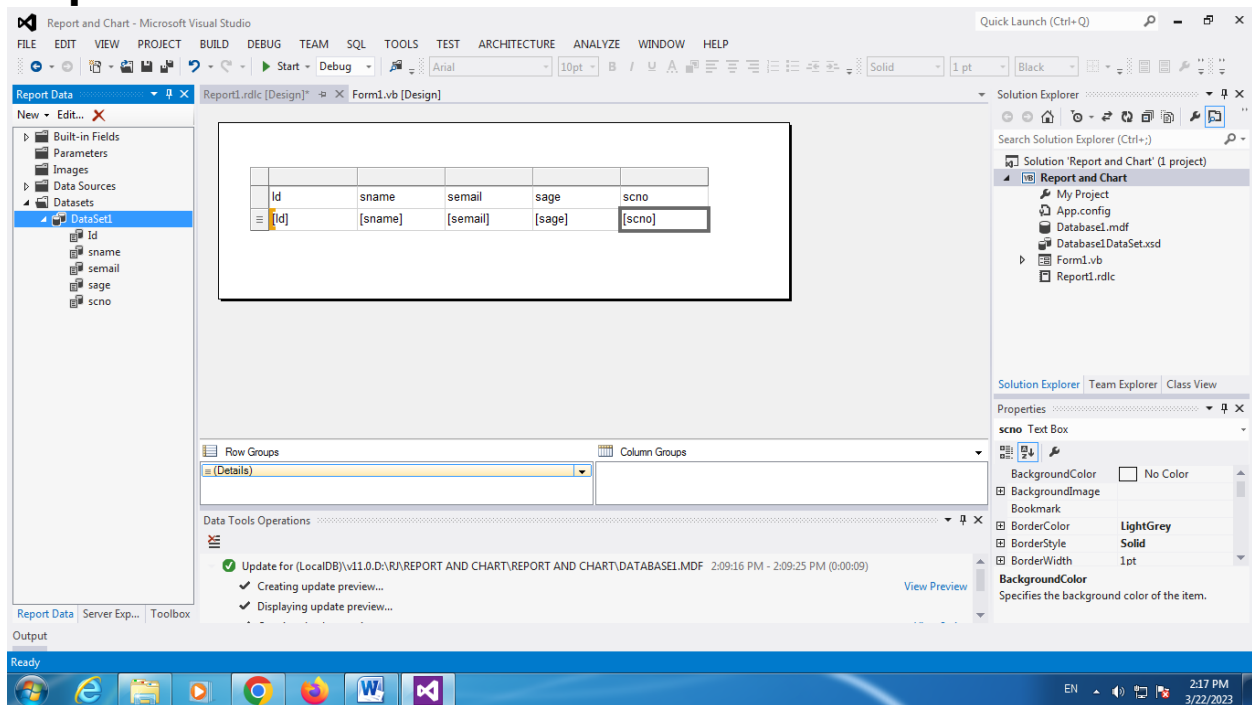 Report and Chart - Microsoft Visual Studio
Quick Launch (Ctrl+Q)
FILE EDIT VIEW PROJECT BUILD DEBUG TEAM SQL TOOLS TEST ARCHITECTURE ANALYZE WINDOW HELP
Start Debug Arial 10pt B I U A Solid 1 pt Black
Report Data
Report1.rdlc [Design]* Form1.vb [Design]
Solution Explorer
New Edit...
Built-in Fields
Parameters
Images
Data Sources
Datasets
DataSet1
Id
sname
semail
sage
scno
Id sname semail sage scno
[Id] [sname] [semail] [sage] [scno]
Search Solution Explorer (Ctrl+;)
Solution 'Report and Chart' (1 project)
VB Report and Chart
My Project
App.config
Database1.mdf
Database1DataSet.xsd
Form1.vb
Report1.rdlc
Solution Explorer Team Explorer Class View
Properties
scno Text Box
BackgroundColor No Color
BackgroundImage
Bookmark
BorderColor LightGrey
BorderStyle Solid
BorderWidth 1pt
BackgroundColor
Specifies the background color of the item.
Row Groups Column Groups
(Details)
Data Tools Operations
Update for (LocalDB)\v11.0.D:\RJ\REPORT AND CHART\REPORT AND CHART\DATABASE1.MDF 2:09:16 PM - 2:09:25 PM (0:00:09)
Creating update preview... View Preview
Displaying update preview...
Report Data Server Exp... Toolbox
Output
Ready
EN 2:17 PM
3/22/2023